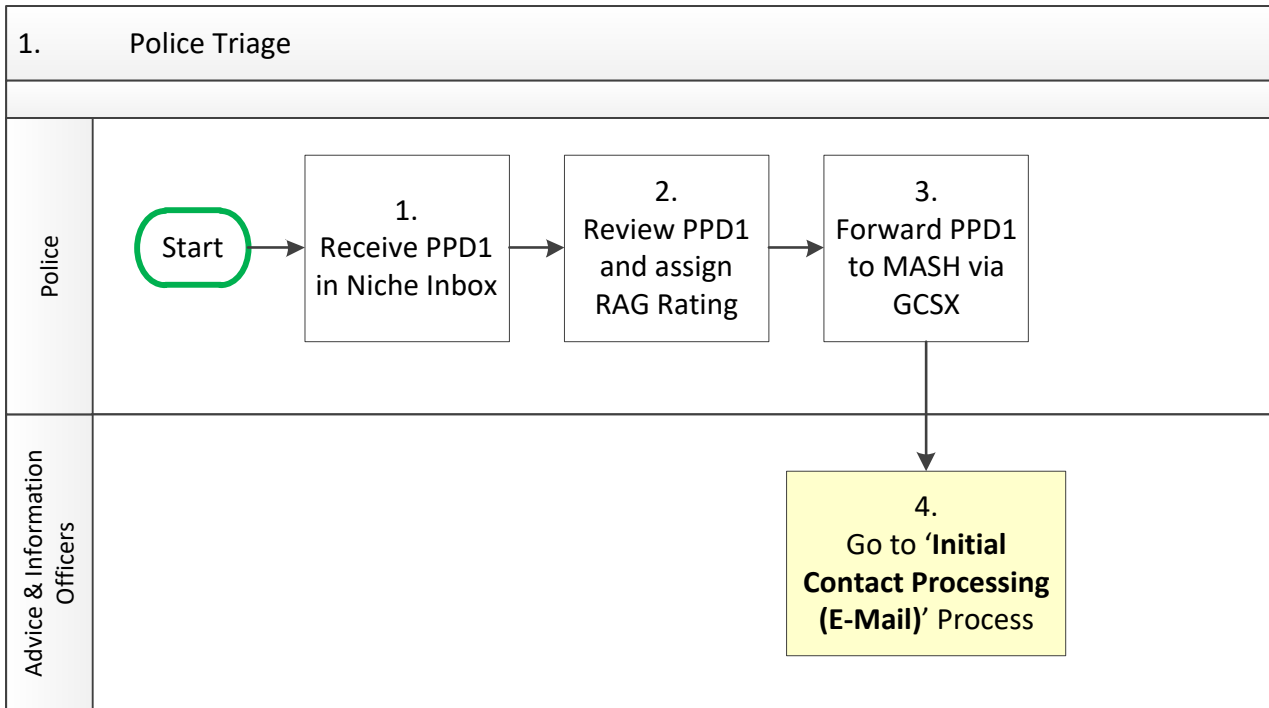 1. Police Triage
Police
Start
1.
Receive PPD1
in Niche Inbox
2.
Review PPD1
and assign
RAG Rating
3.
Forward PPD1
to MASH via
GCSX
Advice & Information
Officers
4.
Go to ‘Initial
Contact Processing
(E-Mail)’ Process